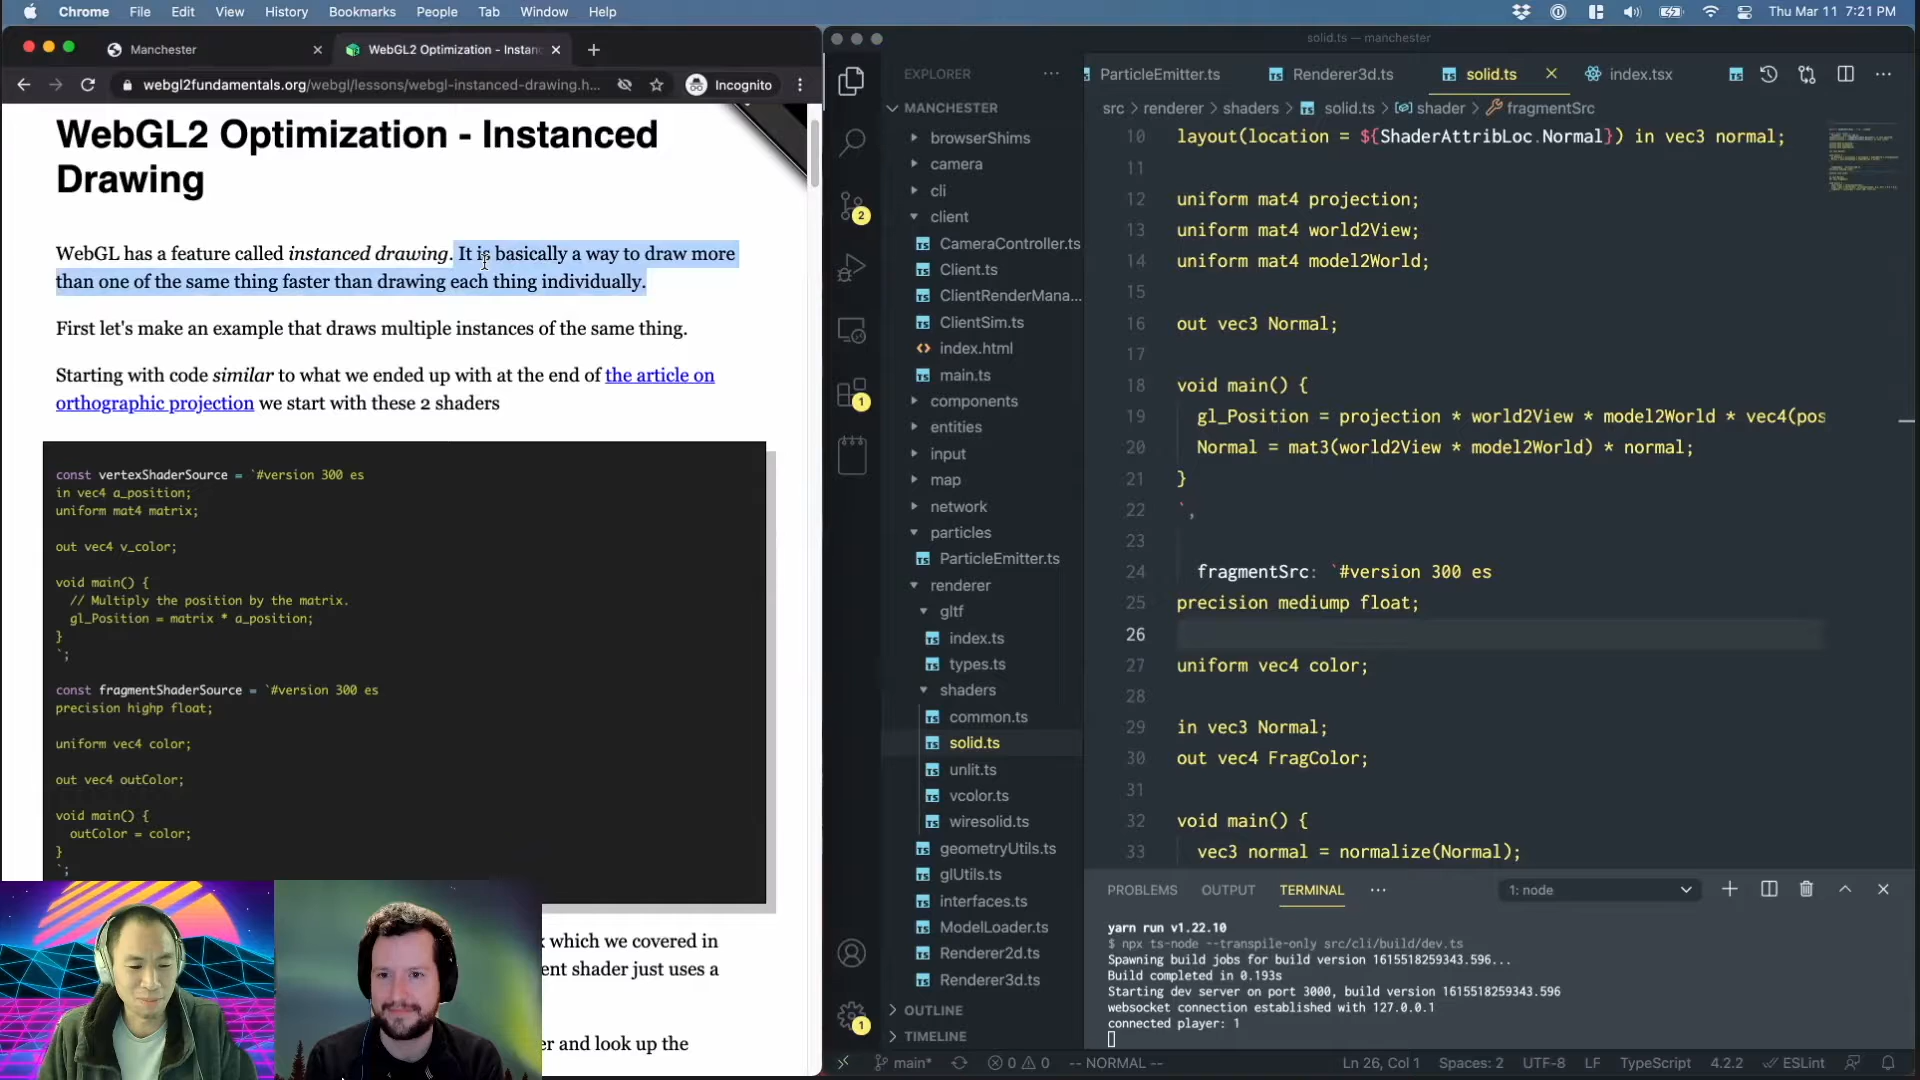 Chrome File Edit View History Bookmarks People Tab Window Help
Thu Mar 11 7:21 PM
Manchester
WebGL2 Optimization - Instan
webgl2fundamentals.org/webgl/lessons/webgl-instanced-drawing.h...
Incognito
WebGL2 Optimization - Instanced
Drawing
WebGL has a feature called instanced drawing. It is basically a way to draw more
than one of the same thing faster than drawing each thing individually.
First let's make an example that draws multiple instances of the same thing.
Starting with code similar to what we ended up with at the end of the article on
orthographic projection we start with these 2 shaders
const vertexShaderSource = `#version 300 es
in vec4 a_position;
uniform mat4 matrix;
out vec4 v_color;
void main() {
// Multiply the position by the matrix.
gl_Position = matrix * a_position;
}
`;
const fragmentShaderSource = `#version 300 es
precision highp float;
uniform vec4 color;
out vec4 outColor;
void main() {
outColor = color;
}
`;
which we covered in
ent shader just uses a
er and look up the
solid.ts — manchester
EXPLORER ...
MANCHESTER
browserShims
camera
cli
client
CameraController.ts
Client.ts
ClientRenderMana...
ClientSim.ts
index.html
main.ts
components
entities
input
map
network
particles
ParticleEmitter.ts
renderer
gltf
index.ts
types.ts
shaders
common.ts
solid.ts
unlit.ts
vcolor.ts
wiresolid.ts
geometryUtils.ts
glUtils.ts
interfaces.ts
ModelLoader.ts
Renderer2d.ts
Renderer3d.ts
OUTLINE
TIMELINE
2
1
1
ParticleEmitter.ts
Renderer3d.ts
solid.ts
index.tsx
src > renderer > shaders > solid.ts > shader > fragmentSrc
10 layout(location = ${ShaderAttribLoc.Normal}) in vec3 normal;
11
12 uniform mat4 projection;
13 uniform mat4 world2View;
14 uniform mat4 model2World;
15
16 out vec3 Normal;
17
18 void main() {
19 gl_Position = projection * world2View * model2World * vec4(pos
20 Normal = mat3(world2View * model2World) * normal;
21 }
22 `,
23
24 fragmentSrc: `#version 300 es
25 precision mediump float;
26
27 uniform vec4 color;
28
29 in vec3 Normal;
30 out vec4 FragColor;
31
32 void main() {
33 vec3 normal = normalize(Normal);
PROBLEMS OUTPUT TERMINAL ... 1: node
yarn run v1.22.10
$ npx ts-node --transpile-only src/cli/build/dev.ts
Spawning build jobs for build version 1615518259343.596...
Build completed in 0.193s
Starting dev server on port 3000, build version 1615518259343.596
websocket connection established with 127.0.0.1
connected player: 1
main* 0 0 -- NORMAL -- Ln 26, Col 1 Spaces: 2 UTF-8 LF TypeScript 4.2.2 ESLint